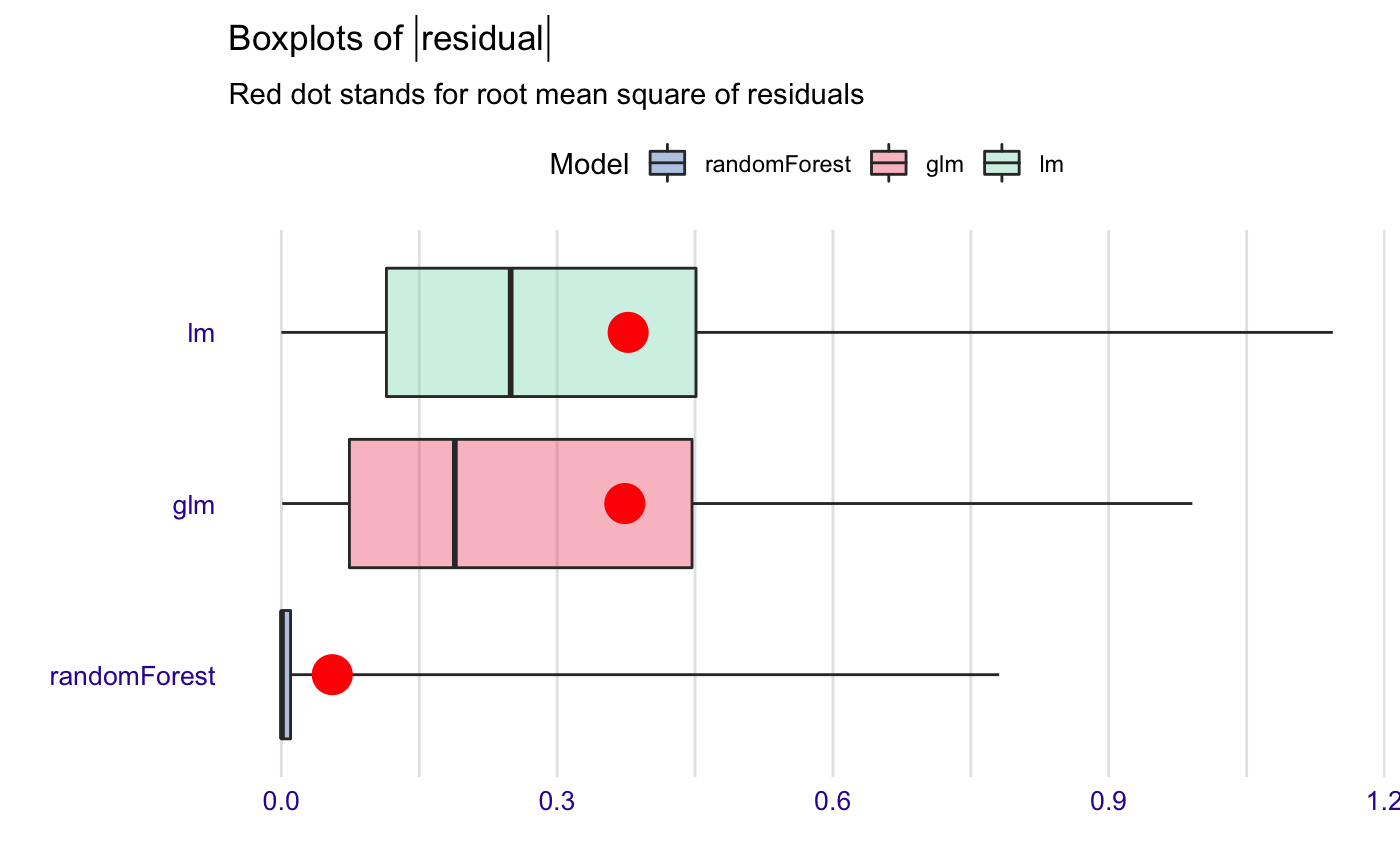 Boxplots of |residual|
Red dot stands for root mean square of residuals
Model randomForest glm lm
lm
glm
randomForest
0.0 0.3 0.6 0.9 1.2